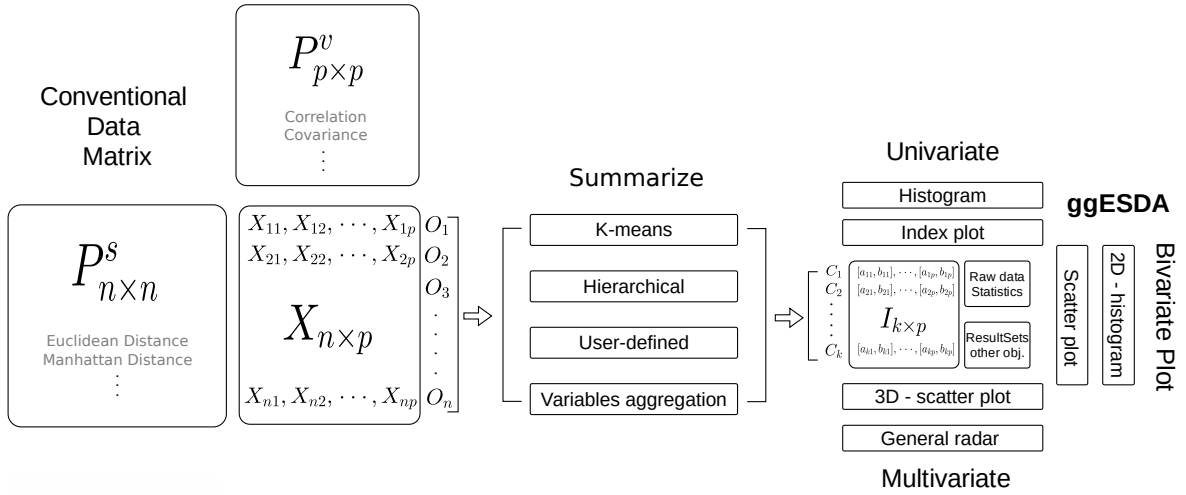 Conventional
Data
Matrix
P^v_{p×p}
Correlation
Covariance
⋮
P^s_{n×n}
Euclidean Distance
Manhattan Distance
⋮
X_{11}, X_{12}, ···, X_{1p} O_1
X_{21}, X_{22}, ···, X_{2p} O_2
O_3
X_{n×p}
X_{n1}, X_{n2}, ···, X_{np} O_n
Summarize
K-means
Hierarchical
User-defined
Variables aggregation
Univariate
Histogram
Index plot
C_1 [a_{11}, b_{11}], ···, [a_{1p}, b_{1p}]
C_2 [a_{21}, b_{21}], ···, [a_{2p}, b_{2p}]
I_{k×p}
C_k [a_{k1}, b_{k1}], ···, [a_{kp}, b_{kp}]
Raw data
Statistics
ResultSets
other obj.
3D - scatter plot
General radar
Multivariate
ggESDA
Scatter plot
2D - histogram
Bivariate Plot